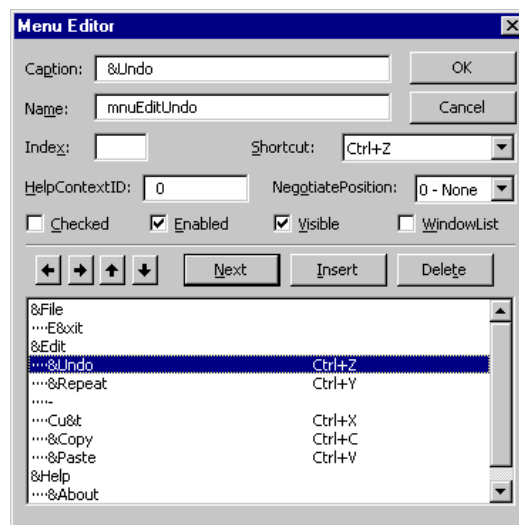 Menu Editor
Caption: &Undo OK
Name: mnuEditUndo Cancel
Index: Shortcut: Ctrl+Z
HelpContextID: 0 NegotiatePosition: 0 - None
Checked Enabled Visible WindowList
Next Insert Delete
&File
····E&xit
&Edit
····&Undo Ctrl+Z
····&Repeat Ctrl+Y
····-
····Cu&t Ctrl+X
····&Copy Ctrl+C
····&Paste Ctrl+V
&Help
····&About